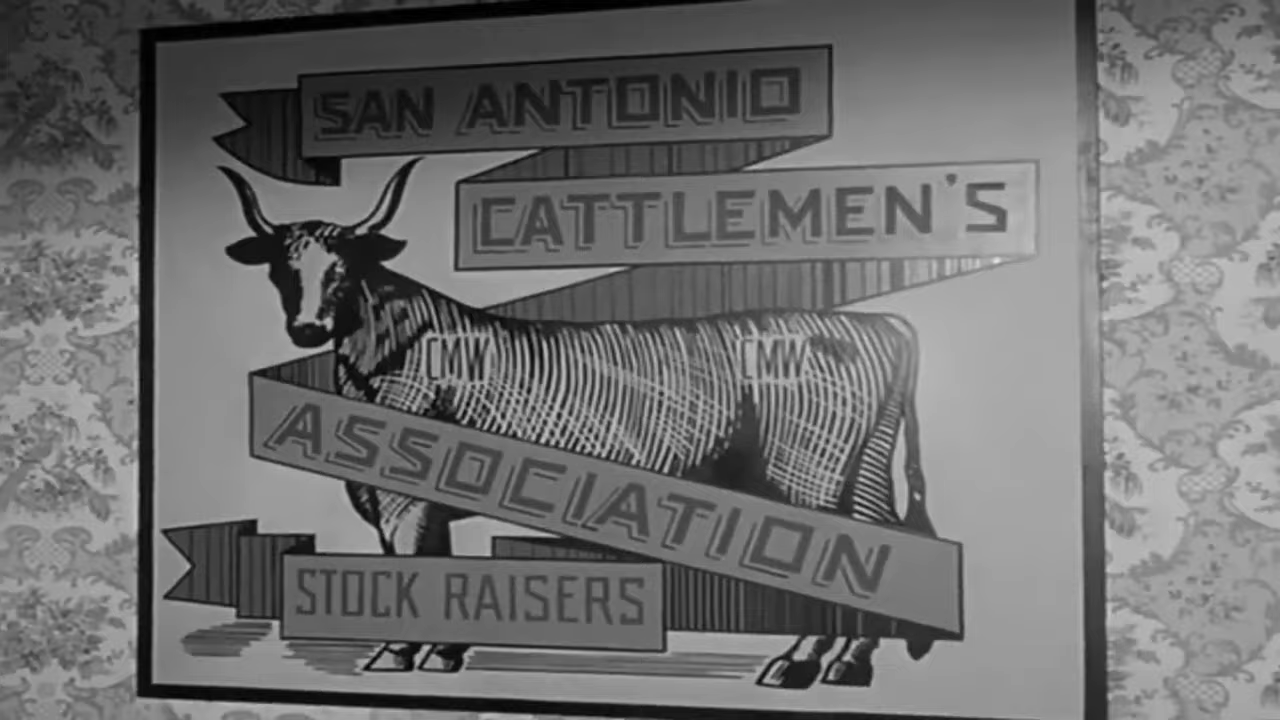 SAN ANTONIO
CATTLEMEN'S
CMW CMW
ASSOCIATION
STOCK RAISERS